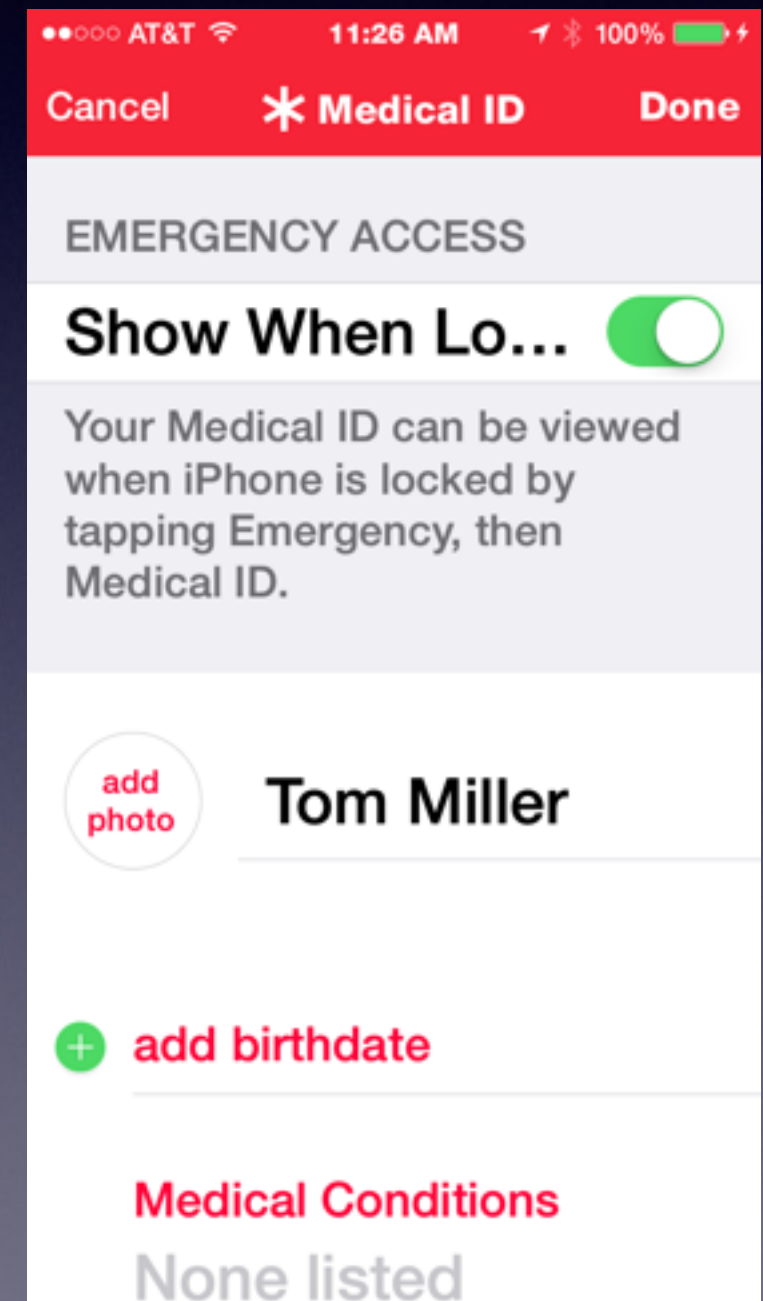 AT&T 11:26 AM 100%
Cancel Medical ID Done
EMERGENCY ACCESS
Show When Lo...
Your Medical ID can be viewed
when iPhone is locked by
tapping Emergency, then
Medical ID.
add
photo
Tom Miller
add birthdate
Medical Conditions
None listed